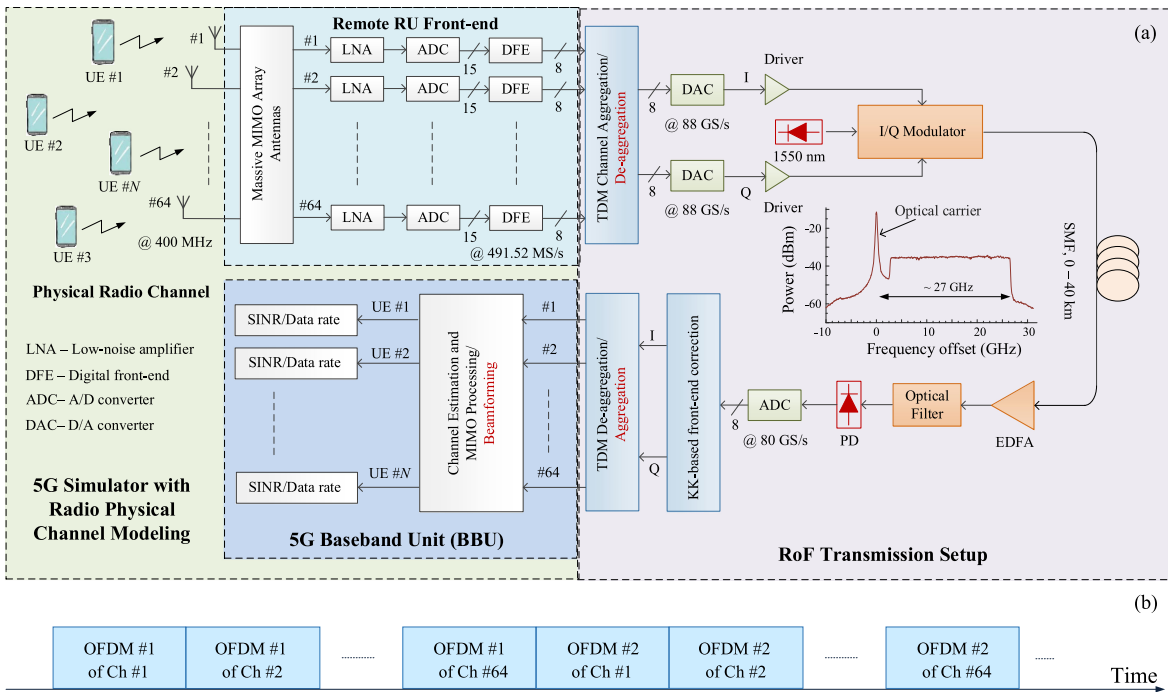 Remote RU Front-end
(a)
UE #1
UE #2
UE #N
UE #3
#1
#2
#64
@ 400 MHz
Physical Radio Channel
Massive MIMO Array
Antennas
#1
LNA
ADC
15
DFE
8
#2
LNA
ADC
15
DFE
8
#64
LNA
ADC
15
DFE
8
@ 491.52 MS/s
TDM Channel Aggregation/
De-aggregation
8
DAC
@ 88 GS/s
I
Driver
8
DAC
@ 88 GS/s
Q
Driver
1550 nm
I/Q Modulator
SMF, 0 – 40 km
Optical carrier
Power (dBm)
-20
-40
-60
~ 27 GHz
-10
0
10
20
30
Frequency offset (GHz)
EDFA
Optical
Filter
PD
ADC
@ 80 GS/s
8
KK-based front-end correction
I
Q
TDM De-aggregation/
Aggregation
#1
#2
#64
Channel Estimation and
MIMO Processing/
Beamforming
UE #1
UE #2
UE #N
SINR/Data rate
SINR/Data rate
SINR/Data rate
LNA – Low-noise amplifier
DFE – Digital front-end
ADC– A/D converter
DAC– D/A converter
5G Simulator with
Radio Physical
Channel Modeling
5G Baseband Unit (BBU)
RoF Transmission Setup
(b)
OFDM #1
of Ch #1
OFDM #1
of Ch #2
OFDM #1
of Ch #64
OFDM #2
of Ch #1
OFDM #2
of Ch #2
OFDM #2
of Ch #64
Time